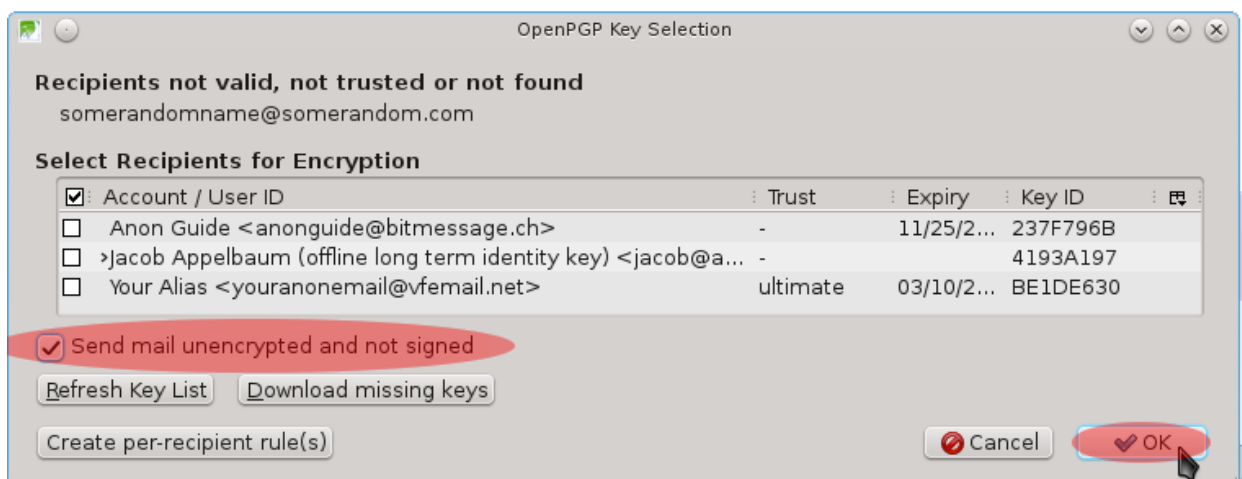 OpenPGP Key Selection
Recipients not valid, not trusted or not found
somerandomname@somerandom.com
Select Recipients for Encryption
Account / User ID Trust Expiry Key ID
Anon Guide <anonguide@bitmessage.ch> - 11/25/2... 237F796B
›Jacob Appelbaum (offline long term identity key) <jacob@a... - 4193A197
Your Alias <youranonemail@vfemail.net> ultimate 03/10/2... BE1DE630
Send mail unencrypted and not signed
Refresh Key List Download missing keys
Create per-recipient rule(s) Cancel OK